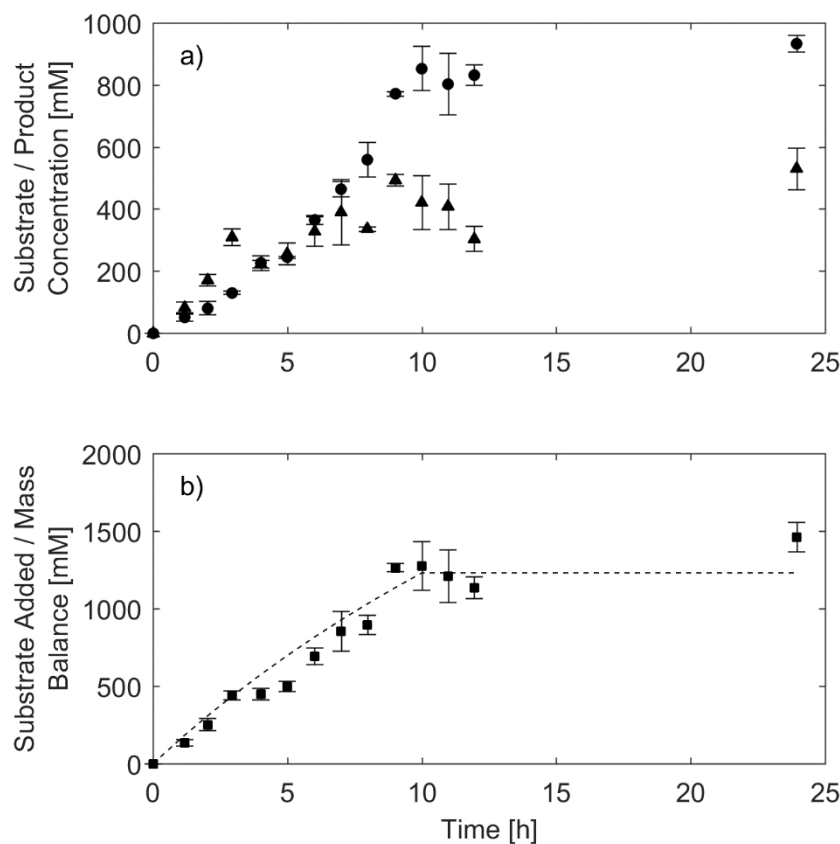 a)
Substrate / Product
Concentration [mM]
1000
800
600
400
200
0
0 5 10 15 20 25
b)
Substrate Added / Mass
Balance [mM]
2000
1500
1000
500
0
0 5 10 15 20 25
Time [h]